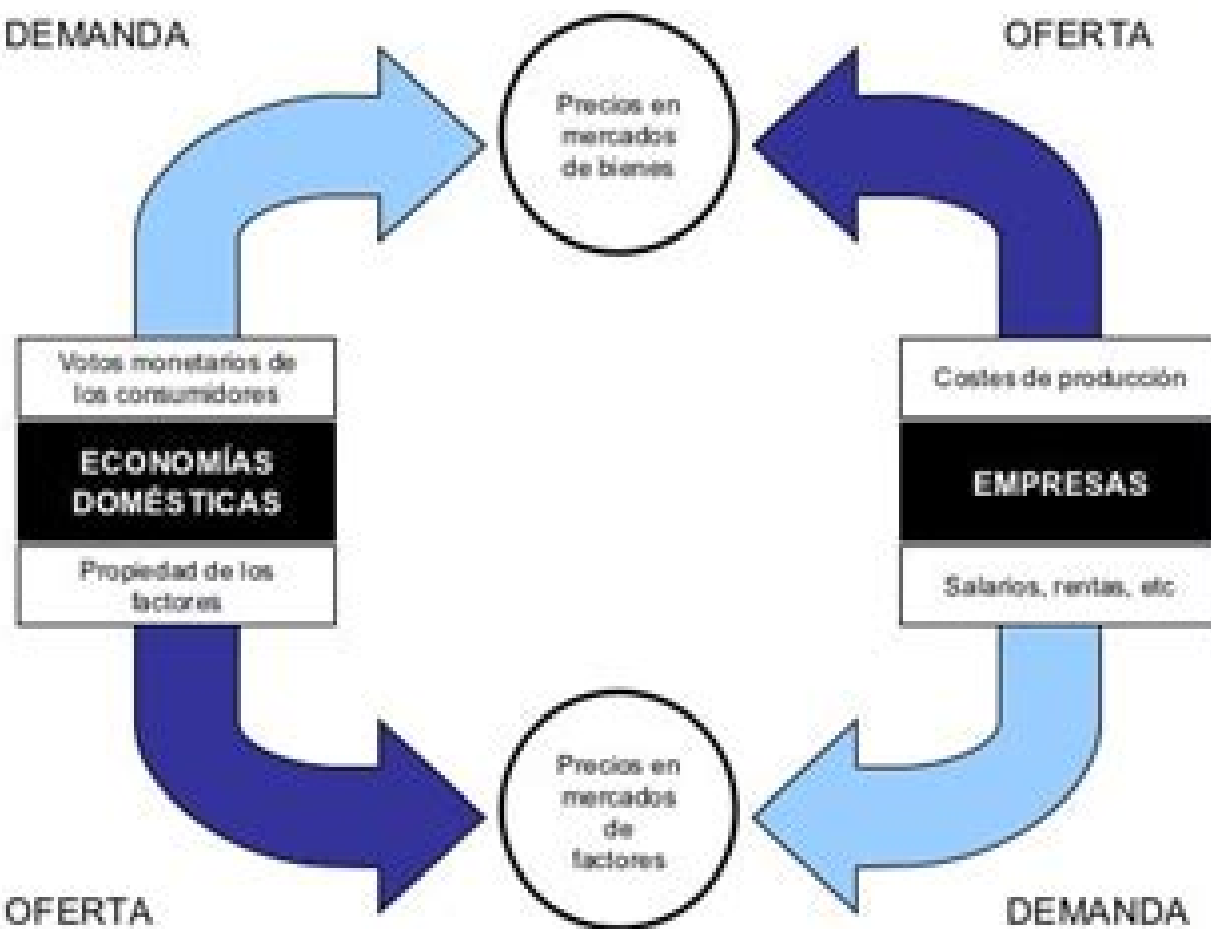 DEMANDA
OFERTA
Precios en
mercados
de bienes
Votos monetarios de
los consumidores
Costes de producción
ECONOMÍAS
DOMÉSTICAS
EMPRESAS
Propiedad de los
factores
Salarios, rentas, etc
Precios en
mercados
de
factores
OFERTA
DEMANDA